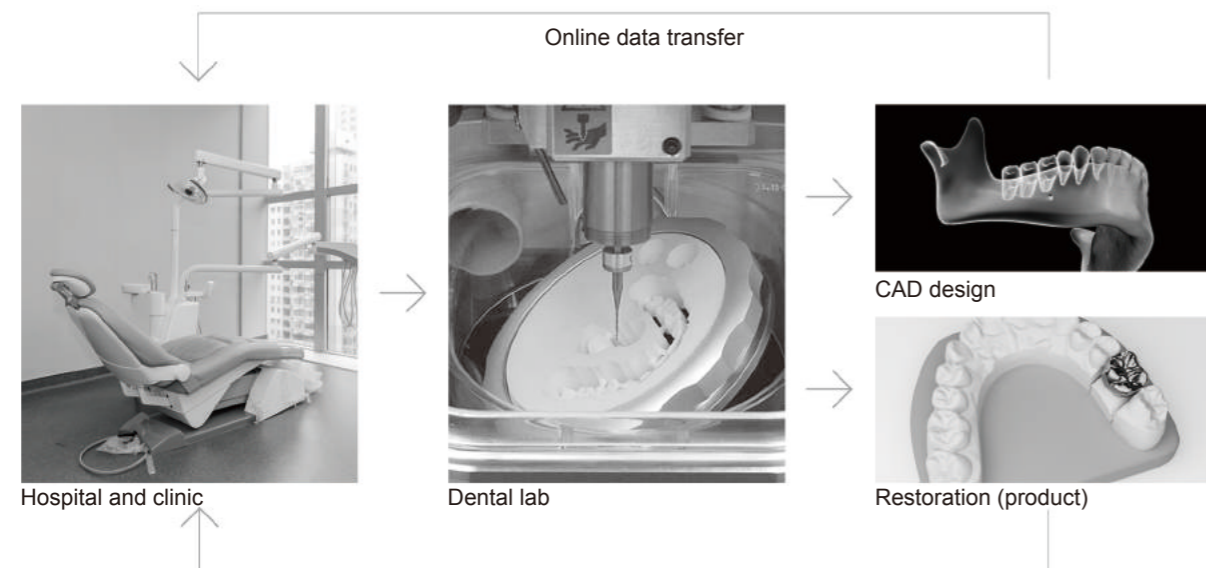 Online data transfer
CAD design
Hospital and clinic
Dental lab
Restoration (product)